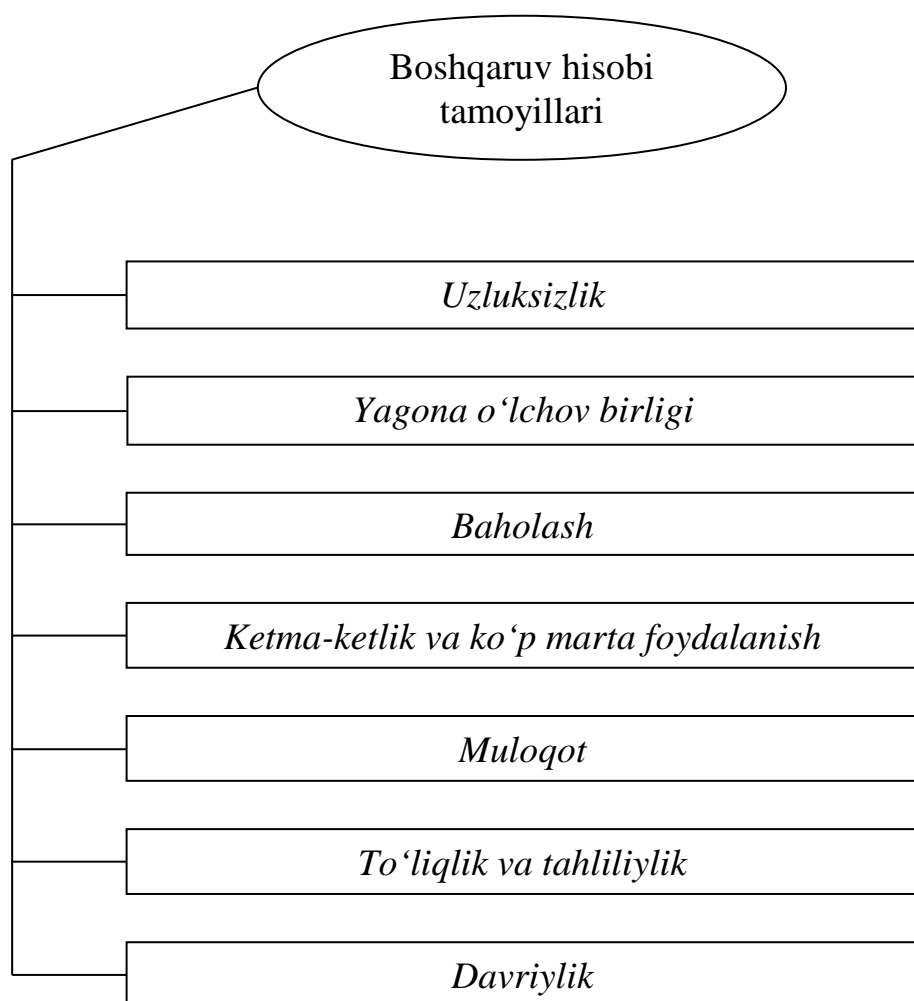 Boshqaruv hisobi
tamoyillari
Uzluksizlik
Yagona o‘lchov birligi
Baholash
Ketma-ketlik va ko‘p marta foydalanish
Muloqot
To‘liqlik va tahliliylik
Davriylik